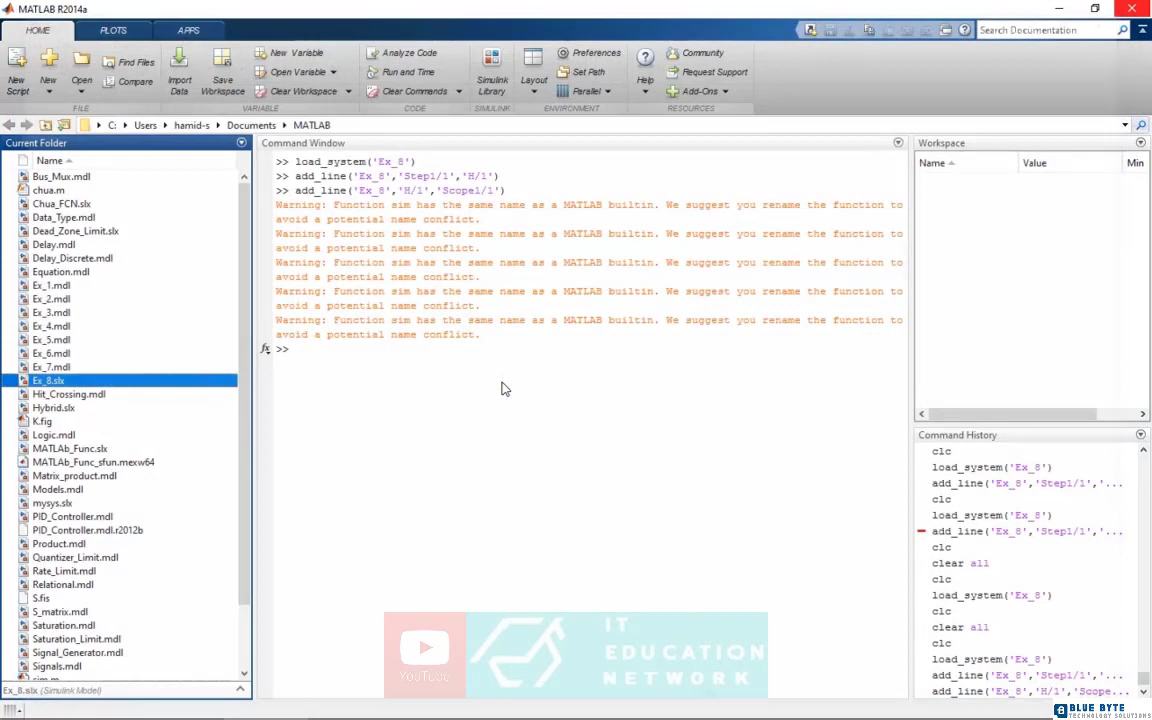 MATLAB R2014a
HOME
PLOTS
APPS
Search Documentation
New Script
New
Open
Find Files
Compare
Import Data
Save Workspace
New Variable
Open Variable
Clear Workspace
Analyze Code
Run and Time
Clear Commands
Simulink Library
Layout
Preferences
Set Path
Parallel
Help
Community
Request Support
Add-Ons
FILE
VARIABLE
CODE
SIMULINK
ENVIRONMENT
RESOURCES
C: Users hamid-s Documents MATLAB
Current Folder
Name
Bus_Mux.mdl
chua.m
Chua_FCN.slx
Data_Type.mdl
Dead_Zone_Limit.slx
Delay.mdl
Delay_Discrete.mdl
Equation.mdl
Ex_1.mdl
Ex_2.mdl
Ex_3.mdl
Ex_4.mdl
Ex_5.mdl
Ex_6.mdl
Ex_7.mdl
Ex_8.slx
Hit_Crossing.mdl
Hybrid.slx
K.fig
Logic.mdl
MATLAb_Func.slx
MATLAb_Func_sfun.mexw64
Matrix_product.mdl
Models.mdl
mysys.slx
PID_Controller.mdl
PID_Controller.mdl.r2012b
Product.mdl
Quantizer_Limit.mdl
Rate_Limit.mdl
Relational.mdl
S.fis
S_matrix.mdl
Saturation.mdl
Saturation_Limit.mdl
Signal_Generator.mdl
Signals.mdl
sim.m
Ex_8.slx (Simulink Model)
Command Window
>> load_system('Ex_8')
>> add_line('Ex_8','Step1/1','H/1')
>> add_line('Ex_8','H/1','Scope1/1')
Warning: Function sim has the same name as a MATLAB builtin. We suggest you rename the function to
avoid a potential name conflict.
Warning: Function sim has the same name as a MATLAB builtin. We suggest you rename the function to
avoid a potential name conflict.
Warning: Function sim has the same name as a MATLAB builtin. We suggest you rename the function to
avoid a potential name conflict.
Warning: Function sim has the same name as a MATLAB builtin. We suggest you rename the function to
avoid a potential name conflict.
Warning: Function sim has the same name as a MATLAB builtin. We suggest you rename the function to
avoid a potential name conflict.
fx >>
Workspace
Name Value Min
Command History
clc
load_system('Ex_8')
add_line('Ex_8','Step1/1','...
clc
load_system('Ex_8')
add_line('Ex_8','Step1/1','...
clc
clear all
clc
load_system('Ex_8')
clc
clear all
clc
load_system('Ex_8')
add_line('Ex_8','Step1/1','...
add_line('Ex_8','H/1','Scope...
YouTube
IT
EDUCATION
NETWORK
BLUE BYTE
TECHNOLOGY SOLUTIONS